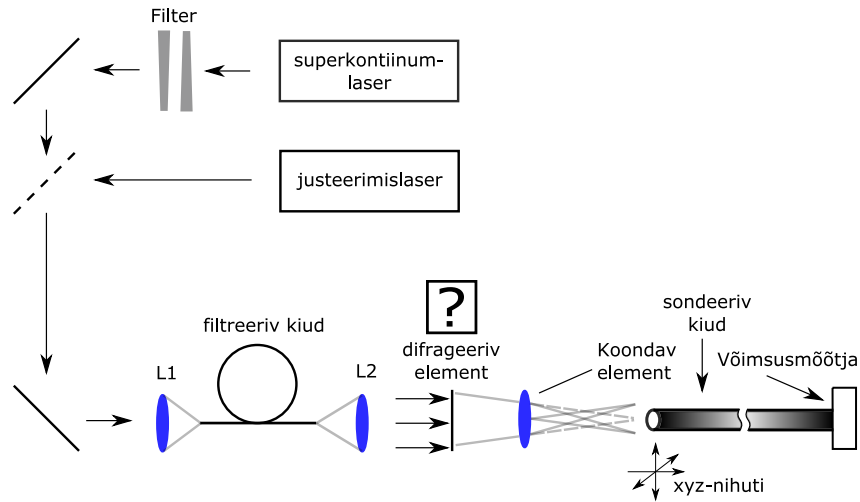 Filter
superkontiinum-
laser
justeerimislaser
?
sondeeriv
kiud
filtreeriv kiud
difrageeriv
element
Koondav
element
Võimsusmõõtja
L1
L2
xyz-nihuti